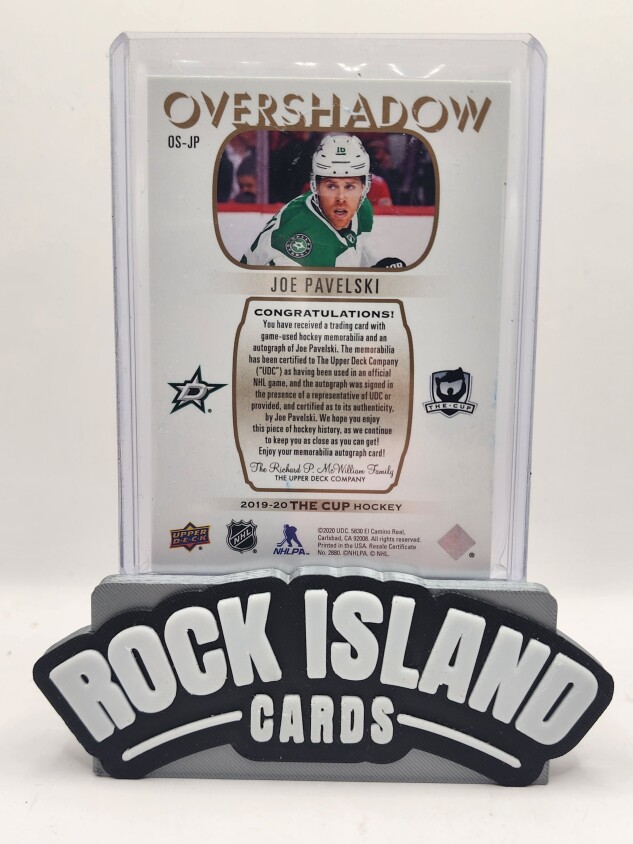 OVERSHADOW
OS-JP
16
JOE PAVELSKI
CONGRATULATIONS!
You have received a trading card with
game-used hockey memorabilia and an
autograph of Joe Pavelski. The memorabilia
has been certified to The Upper Deck Company
("UDC") as having been used in an official
NHL game, and the autograph was signed in
the presence of a representative of UDC or
provided, and certified as to its authenticity,
by Joe Pavelski. We hope you enjoy
this piece of hockey history, as we continue
to keep you as close as you can get!
Enjoy your memorabilia autograph card!
The Richard P. McWilliam Family
THE UPPER DECK COMPANY
D
THE·CUP
2019-20 THE CUP HOCKEY
UPPER DECK
NHL
NHLPA
©2020 UDC. 5830 El Camino Real,
Carlsbad, CA 92008. All rights reserved.
Printed in the USA. Resale Certificate
No. 2880. ©NHLPA. © NHL.
ROCK ISLAND
CARDS